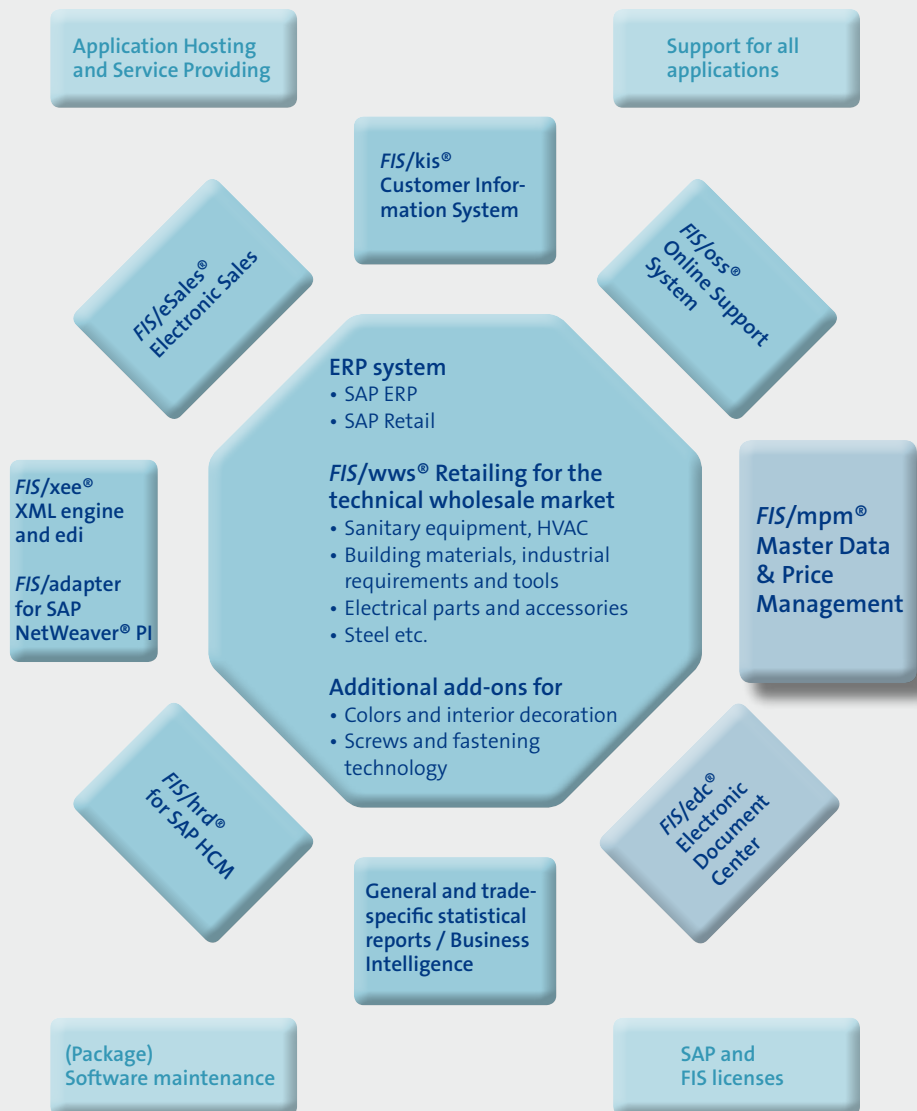 Application Hosting
and Service Providing
Support for all
applications
FIS/kis®
Customer Infor-
mation System
FIS/eSales®
Electronic Sales
FIS/oss®
Online Support
System
ERP system
• SAP ERP
• SAP Retail
FIS/wws® Retailing for the
technical wholesale market
• Sanitary equipment, HVAC
• Building materials, industrial
requirements and tools
• Electrical parts and accessories
• Steel etc.
Additional add-ons for
• Colors and interior decoration
• Screws and fastening
technology
FIS/xee®
XML engine
and edi
FIS/adapter
for SAP
NetWeaver® PI
FIS/mpm®
Master Data
& Price
Management
FIS/hrd®
for SAP HCM
FIS/edc®
Electronic
Document
Center
General and trade-
specific statistical
reports / Business
Intelligence
(Package)
Software maintenance
SAP and
FIS licenses